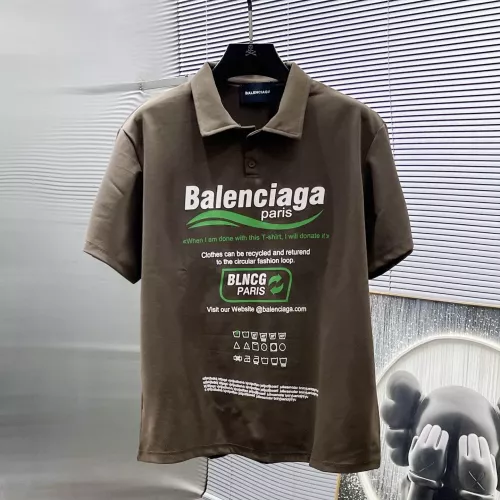 BALENCIAGA
Balenciaga
paris
«When I am done with this T-shirt, I will donate it»
Clothes can be recycled and returend
to the circular fashion loop.
BLNCG
PARIS
Visit our Website @balenciaga.com